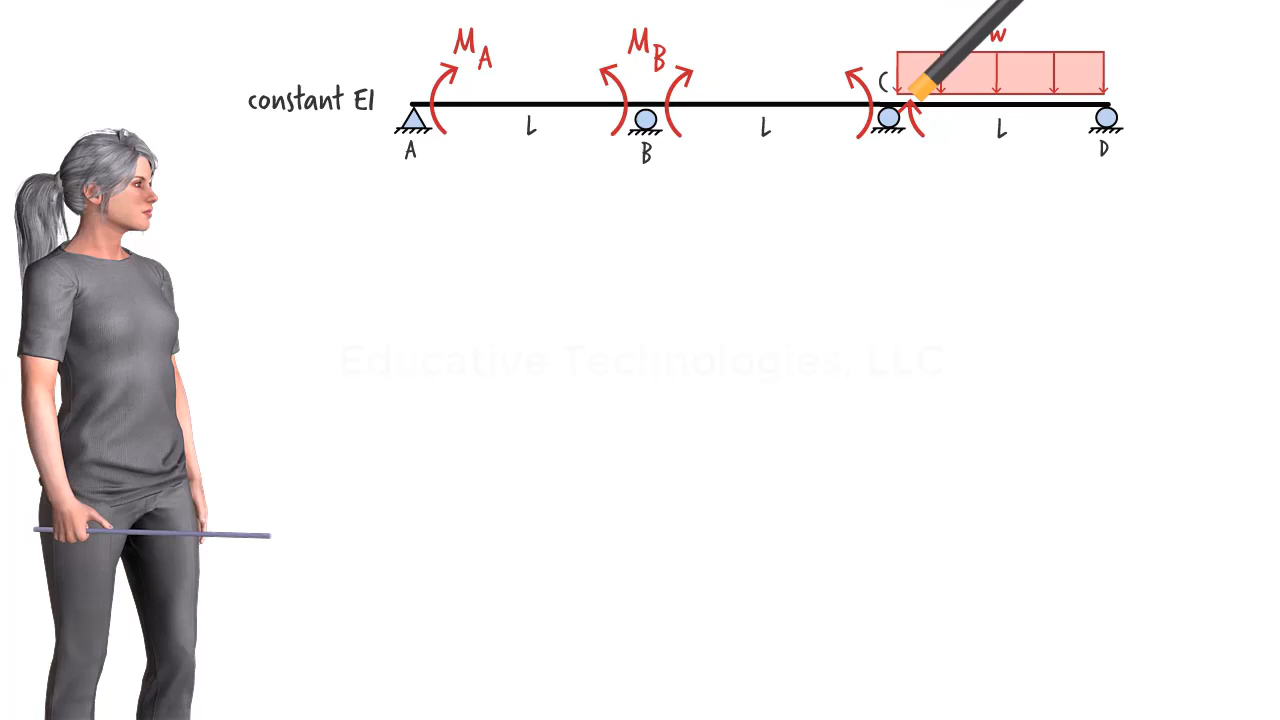 M_A M_B w
constant EI
C
L L L
A B D
Educative Technologies, LLC